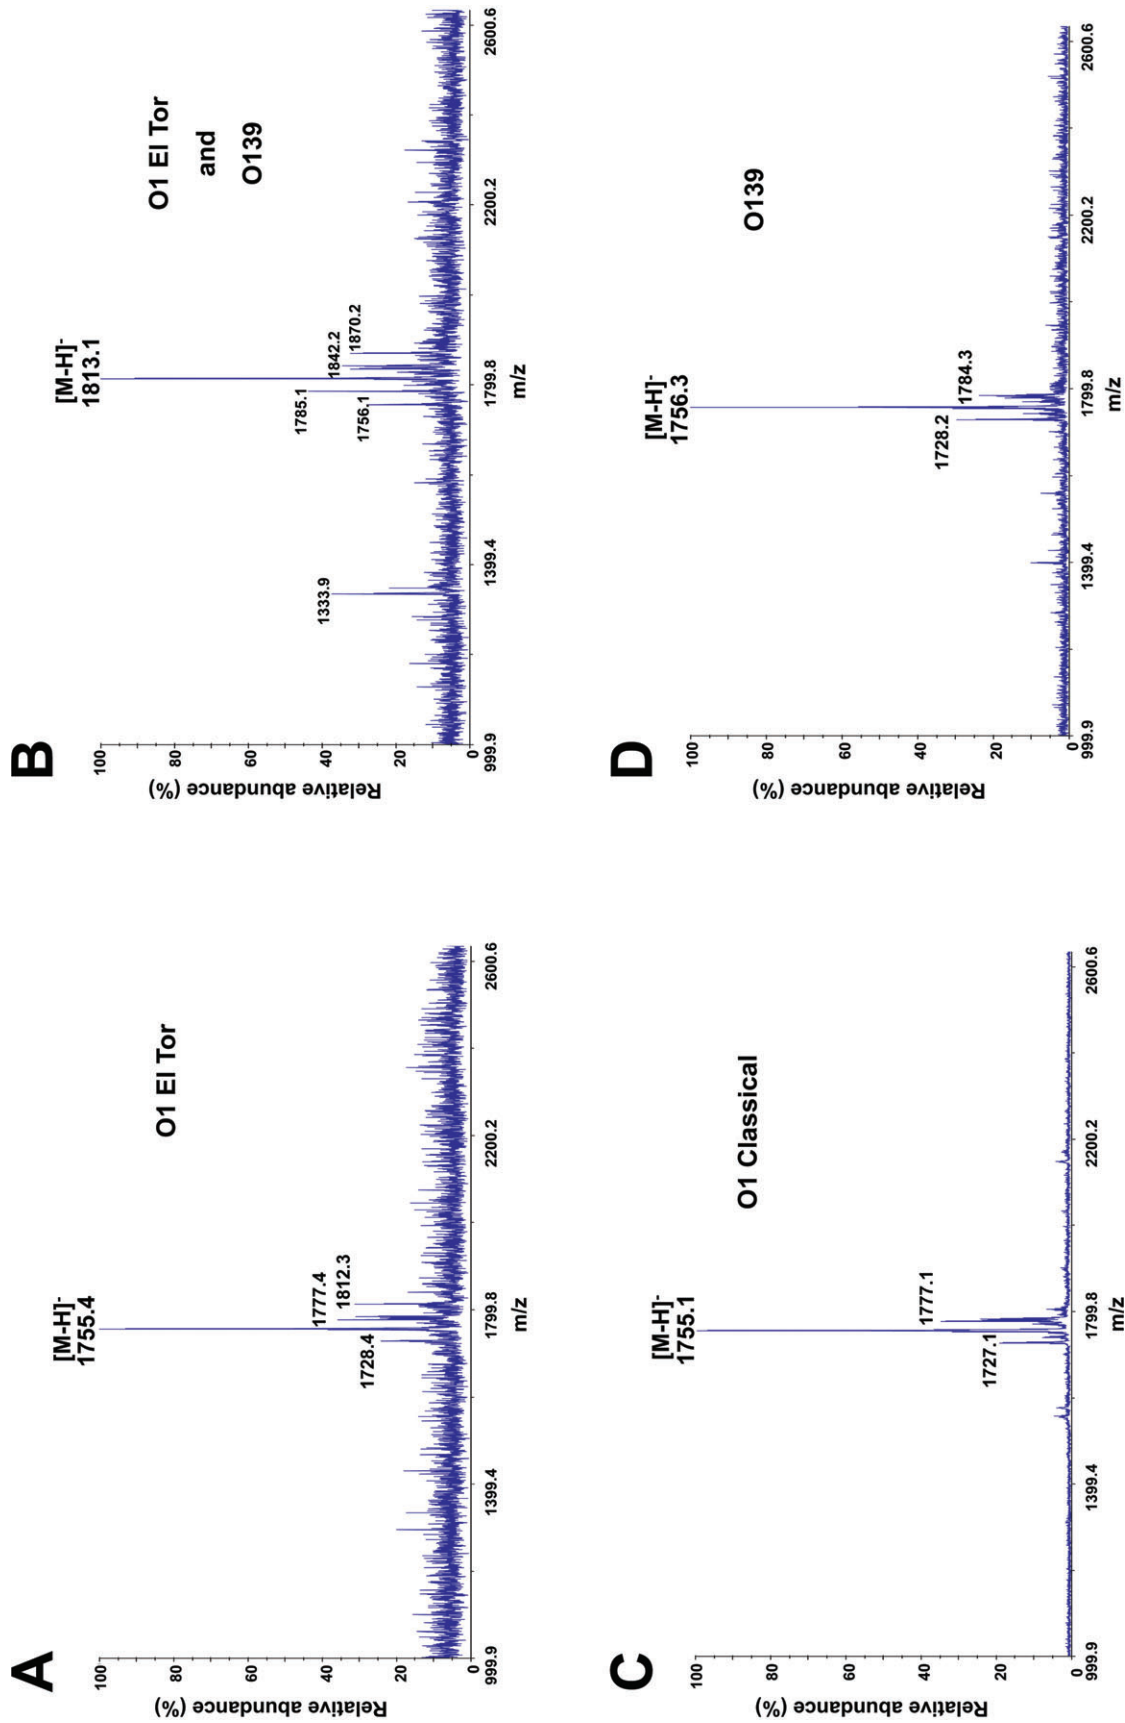 A
O1 El Tor
[M-H]-
1755.4
1728.4
1777.4
1812.3
Relative abundance (%)
100
80
60
40
20
0
999.9
1399.4
1799.8
2200.2
2600.6
m/z
B
O1 El Tor
and
O139
[M-H]-
1813.1
1333.9
1756.1
1785.1
1842.2
1870.2
Relative abundance (%)
100
80
60
40
20
0
999.9
1399.4
1799.8
2200.2
2600.6
m/z
C
O1 Classical
[M-H]-
1755.1
1727.1
1777.1
Relative abundance (%)
100
80
60
40
20
0
999.9
1399.4
1799.8
2200.2
2600.6
m/z
D
O139
[M-H]-
1756.3
1728.2
1784.3
Relative abundance (%)
100
80
60
40
20
0
999.9
1399.4
1799.8
2200.2
2600.6
m/z